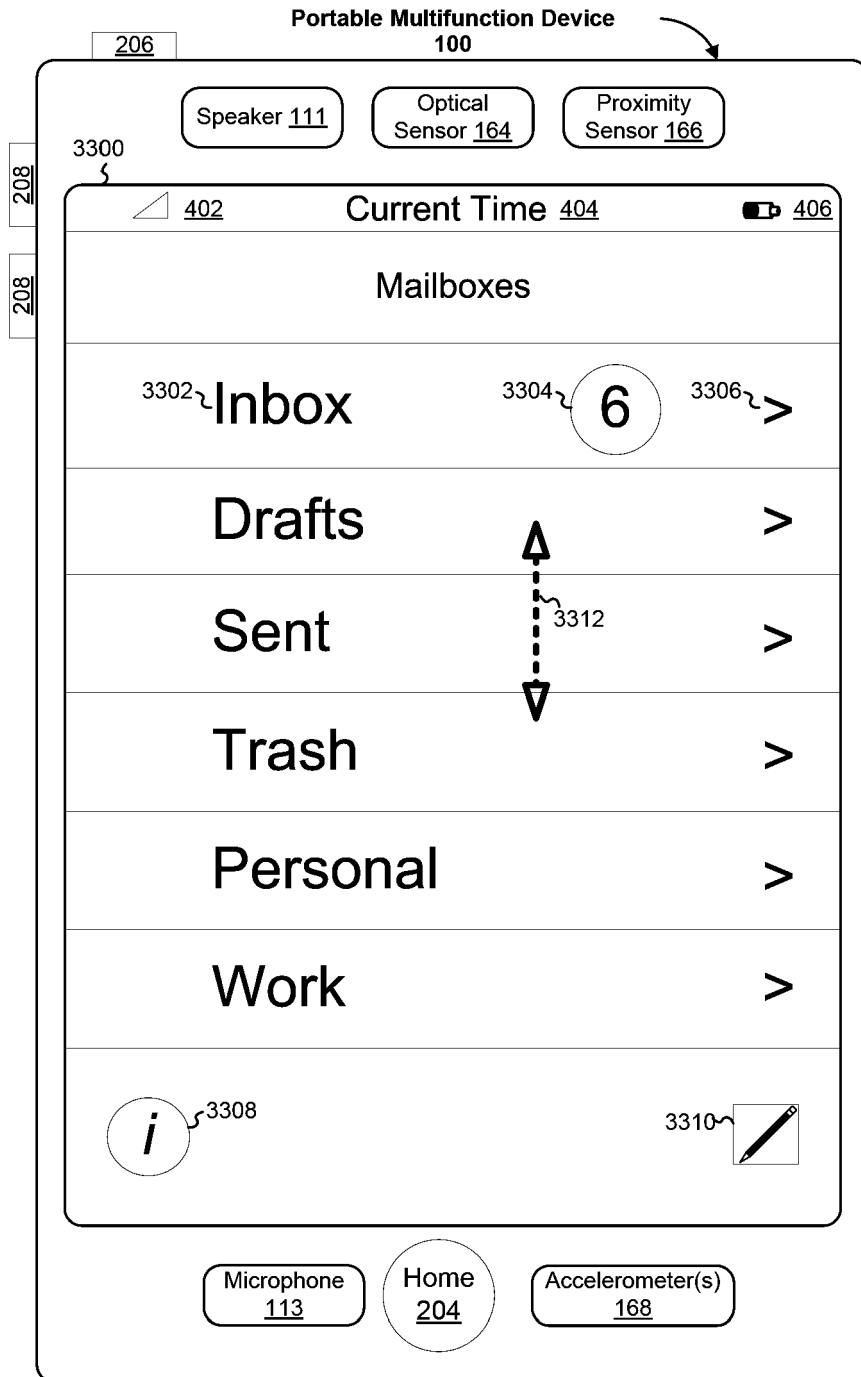 Portable Multifunction Device
100
206
Speaker 111
Optical
Sensor 164
Proximity
Sensor 166
208
3300
402
Current Time 404
406
208
Mailboxes
3302
Inbox
3304
6
3306
>
Drafts
>
Sent
3312
>
Trash
>
Personal
>
Work
>
i
3308
3310
Microphone
113
Home
204
Accelerometer(s)
168